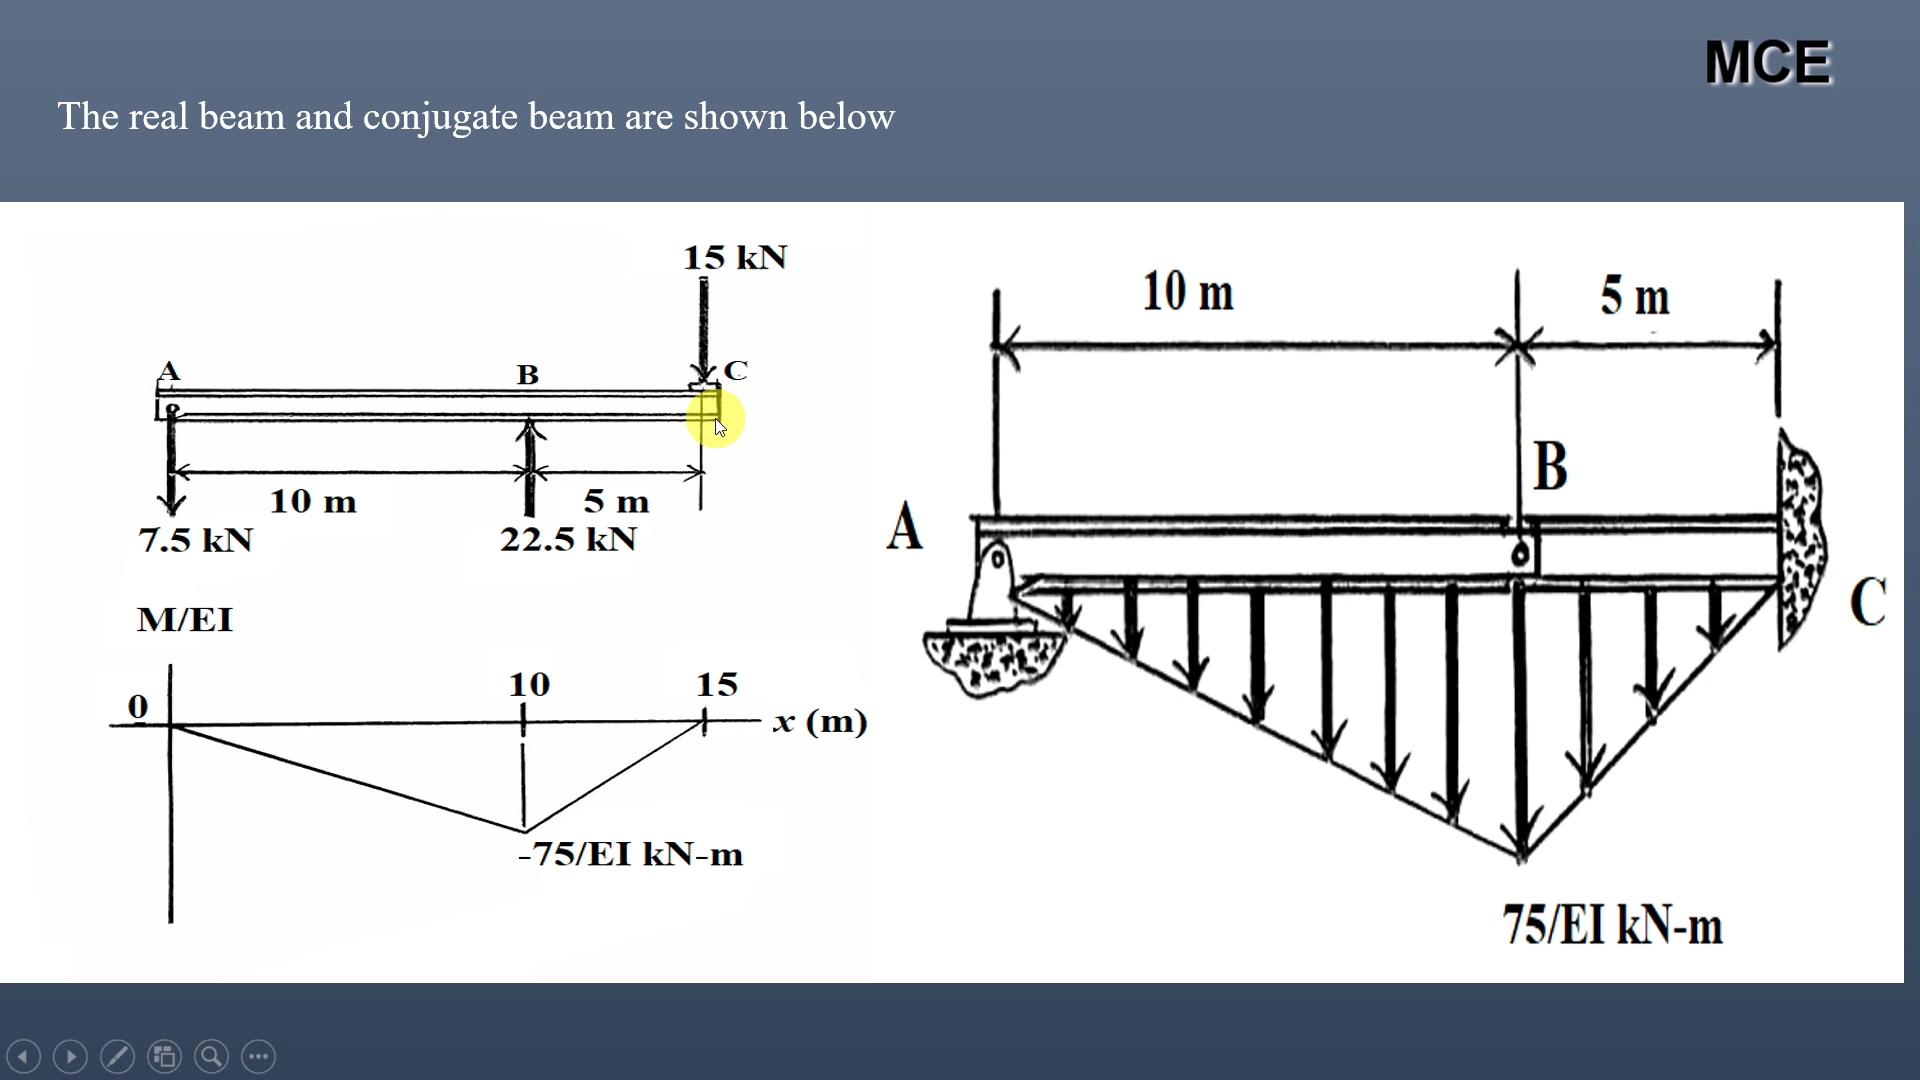 MCE
The real beam and conjugate beam are shown below
15 kN
A
B
C
10 m
5 m
7.5 kN
22.5 kN
M/EI
0
10
15
x (m)
-75/EI kN-m
10 m
5 m
B
A
C
75/EI kN-m